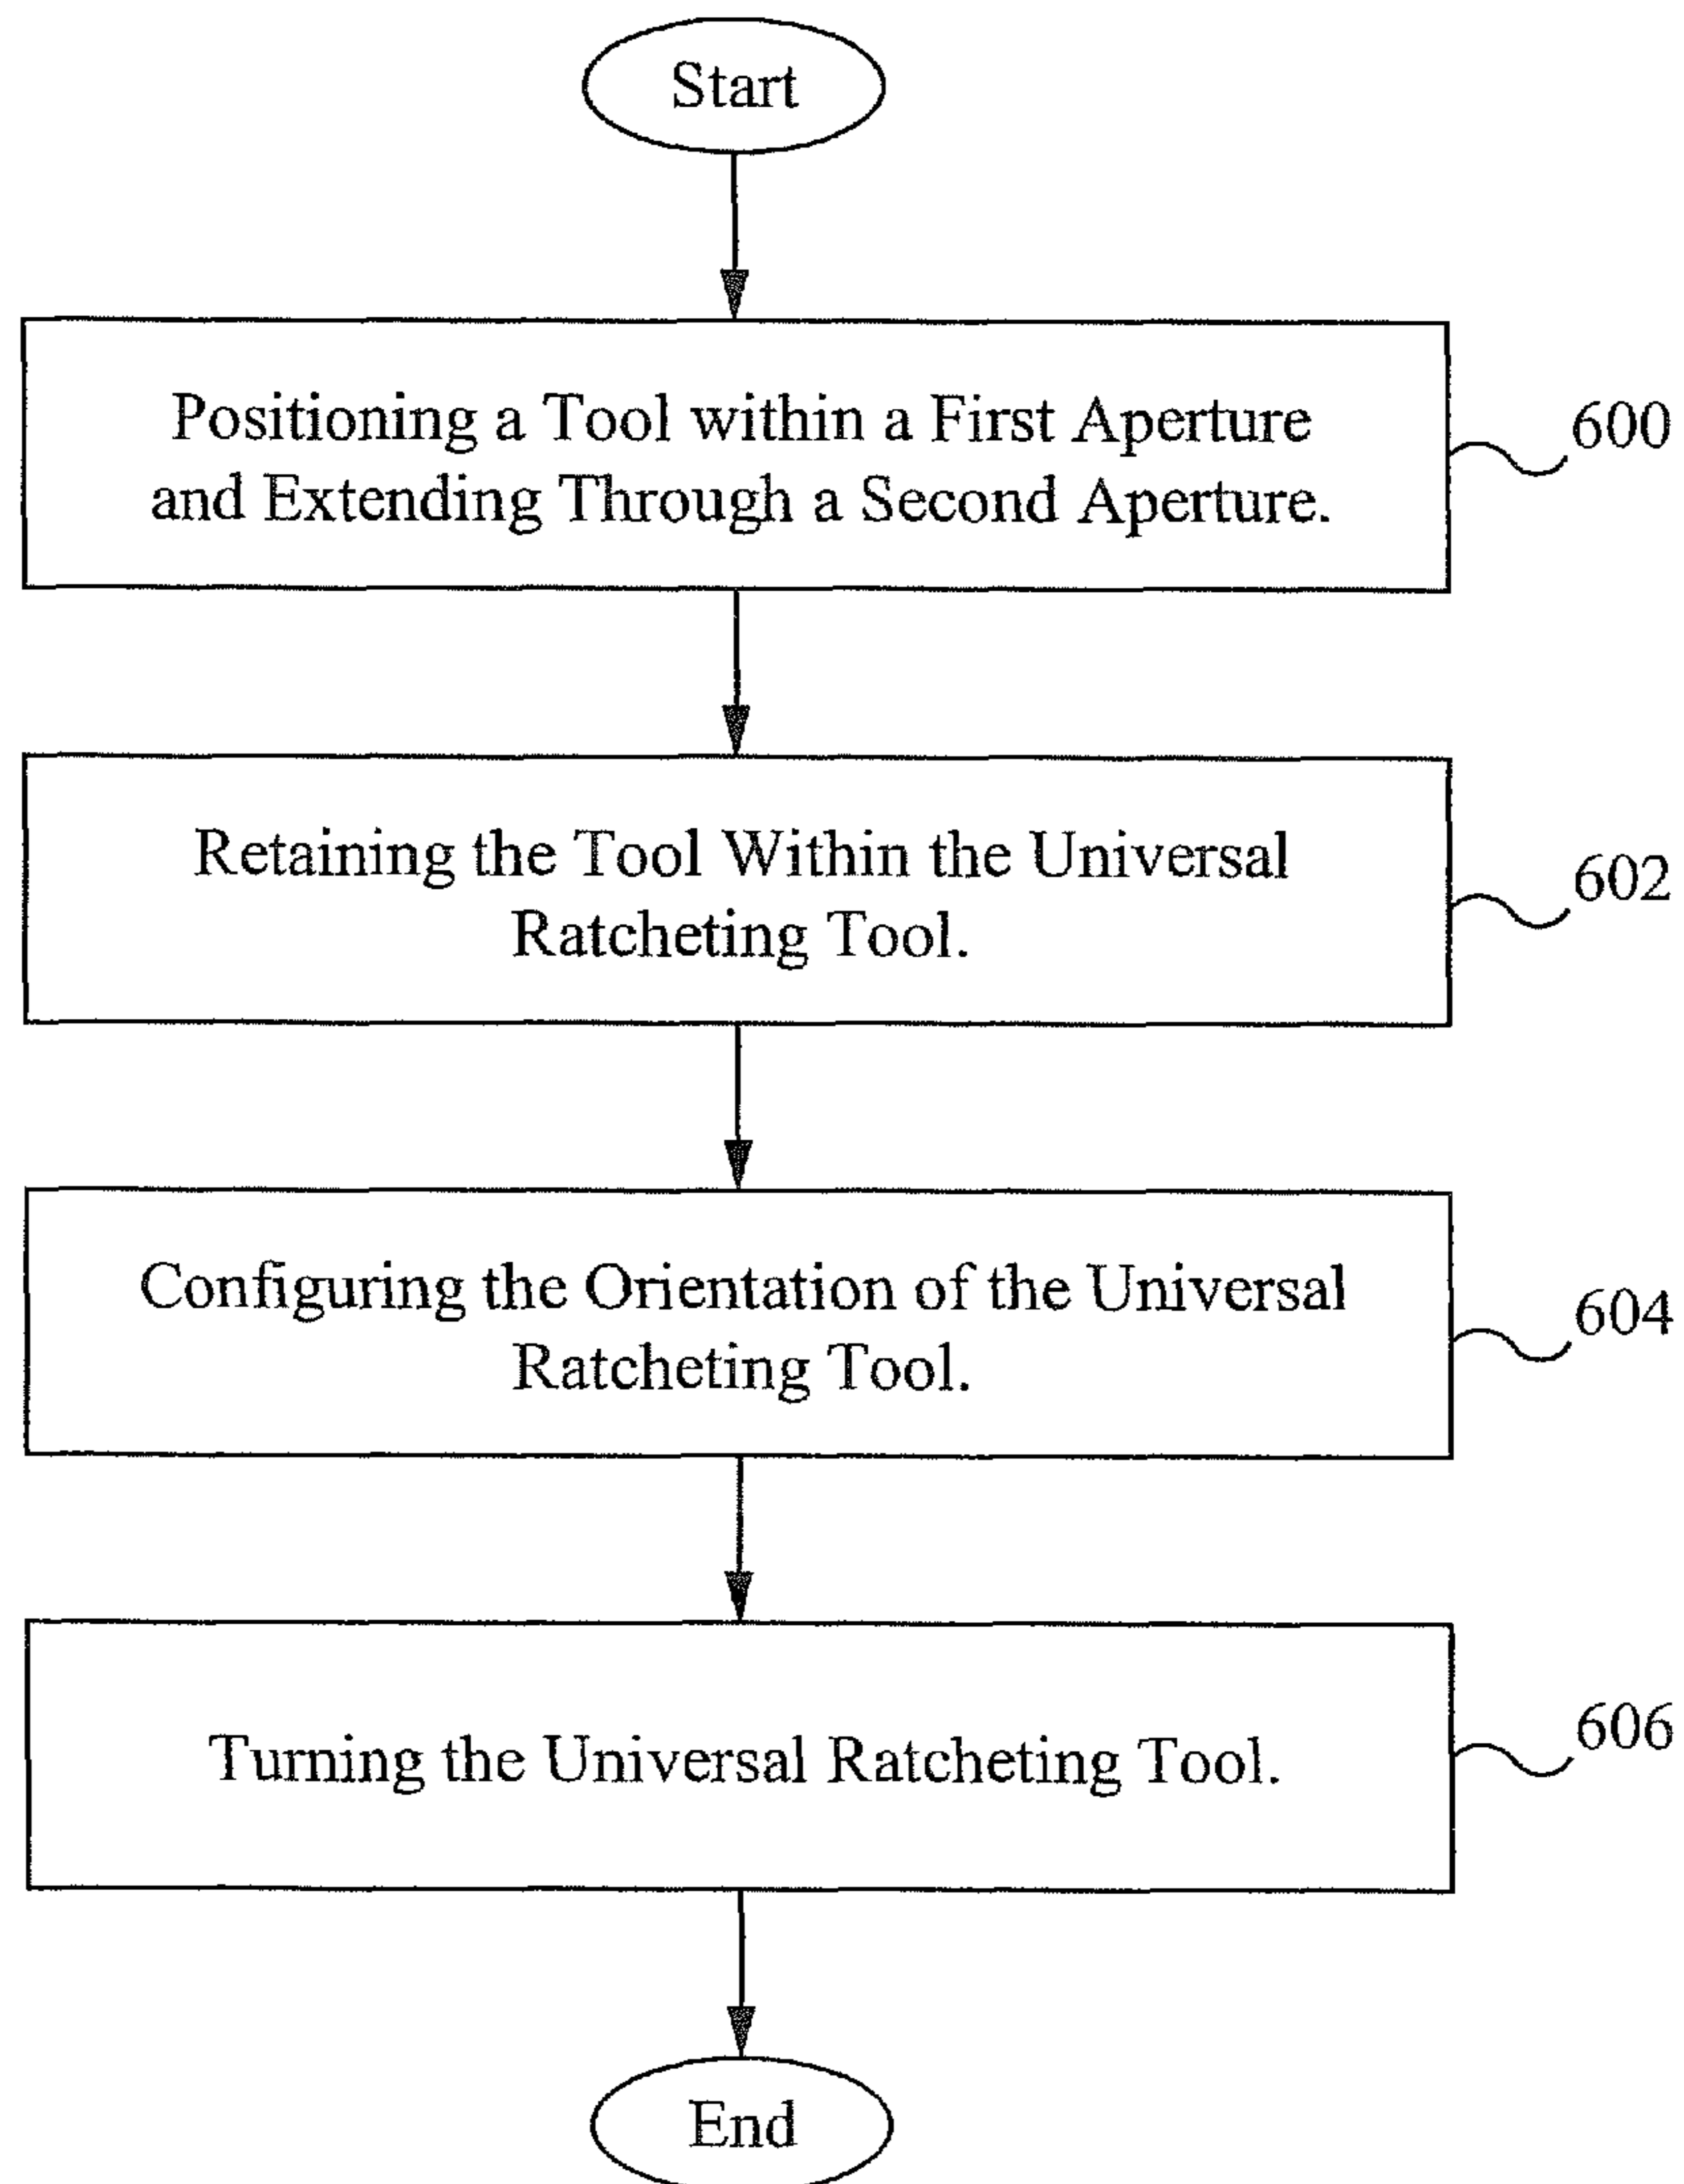 Start
Positioning a Tool within a First Aperture
and Extending Through a Second Aperture.
600
Retaining the Tool Within the Universal
Ratcheting Tool.
602
Configuring the Orientation of the Universal
Ratcheting Tool.
604
Turning the Universal Ratcheting Tool.
606
End